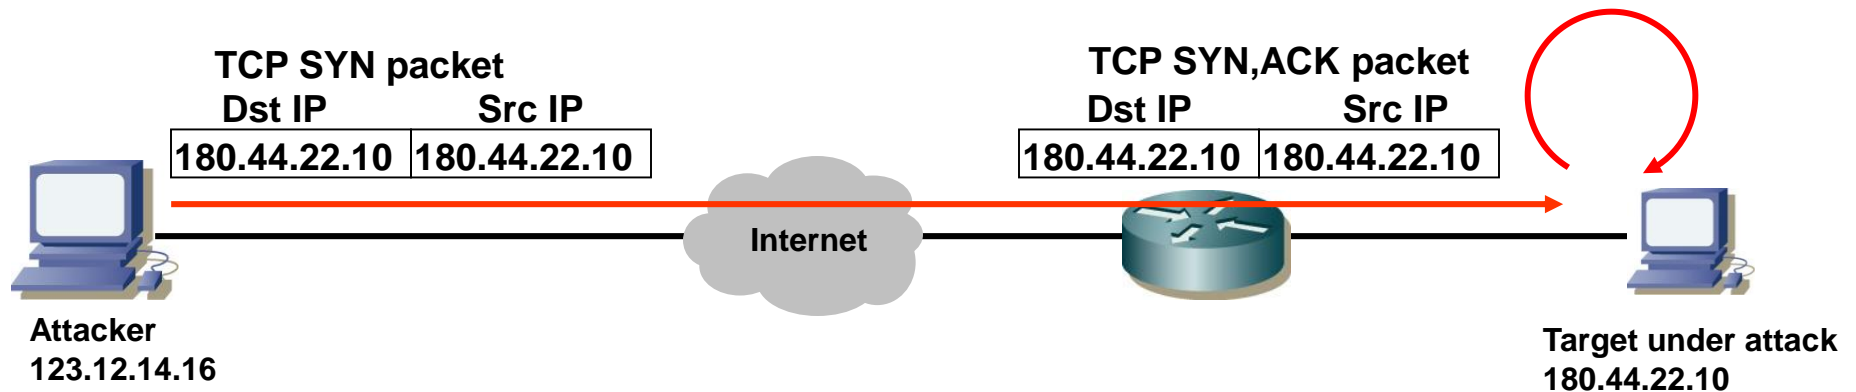 TCP SYN packet
Dst IP Src IP
180.44.22.10 180.44.22.10
TCP SYN,ACK packet
Dst IP Src IP
180.44.22.10 180.44.22.10
Internet
Attacker
123.12.14.16
Target under attack
180.44.22.10